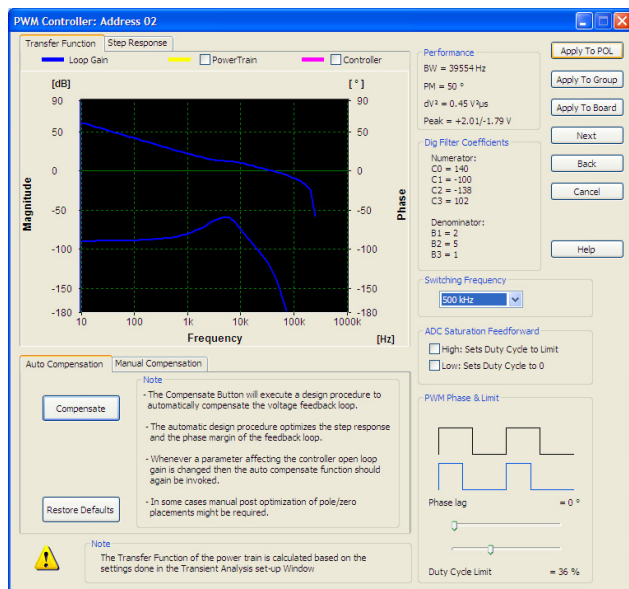 PWM Controller: Address 02
Transfer Function
Step Response
Loop Gain
PowerTrain
Controller
[dB]
[ ° ]
90
50
0
-50
-100
-150
-180
Magnitude
90
50
0
-50
-100
-150
-180
Phase
10
100
1k
10k
100k
1000k
Frequency
[Hz]
Performance
BW = 39554 Hz
PM = 50 °
dV² = 0.45 V²µs
Peak = +2.01/-1.79 V
Dig Filter Coefficients
Numerator:
C0 = 140
C1 = -100
C2 = -138
C3 = 102
Denominator:
B1 = 2
B2 = 5
B3 = 1
Apply To POL
Apply To Group
Apply To Board
Next
Back
Cancel
Help
Switching Frequency
500 kHz
ADC Saturation Feedforward
High: Sets Duty Cycle to Limit
Low: Sets Duty Cycle to 0
PWM Phase & Limit
Phase lag = 0 °
Duty Cycle Limit = 36 %
Auto Compensation
Manual Compensation
Compensate
Restore Defaults
Note
- The Compensate Button will execute a design procedure to
automatically compensate the voltage feedback loop.
- The automatic design procedure optimizes the step response
and the phase margin of the feedback loop.
- Whenever a parameter affecting the controller open loop
gain is changed then the auto compensate function should
again be invoked.
- In some cases manual post optimization of pole/zero
placements might be required.
Note
The Transfer Function of the power train is calculated based on the
settings done in the Transient Analysis set-up Window